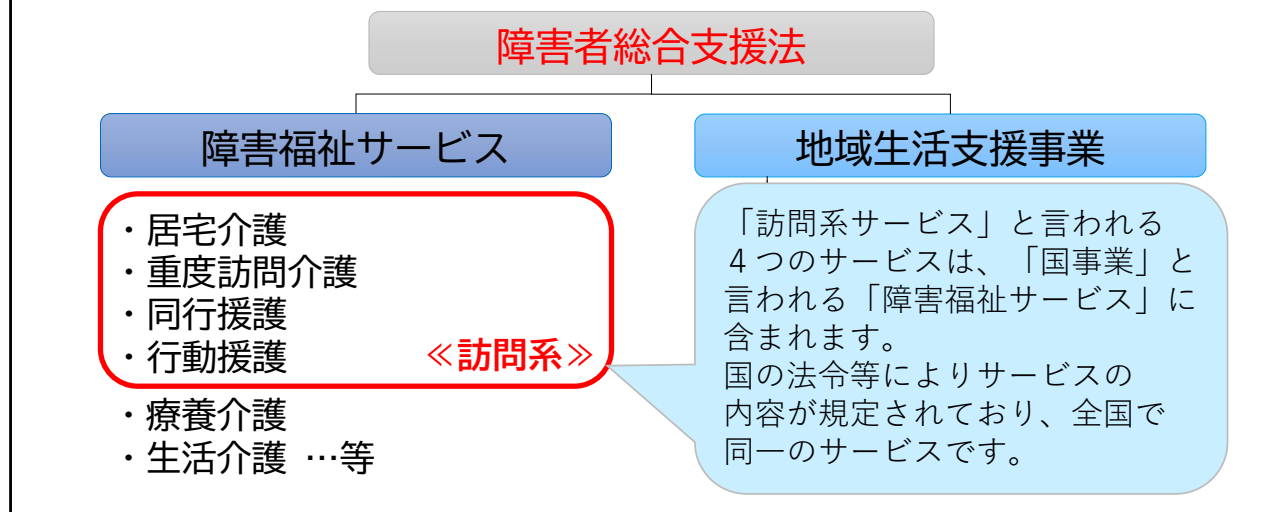 障害者総合支援法
障害福祉サービス
地域生活支援事業
・居宅介護
・重度訪問介護
・同行援護
・行動援護
≪訪問系≫
・療養介護
・生活介護 …等
「訪問系サービス」と言われる
４つのサービスは、「国事業」と
言われる「障害福祉サービス」に
含まれます。
国の法令等によりサービスの
内容が規定されており、全国で
同一のサービスです。